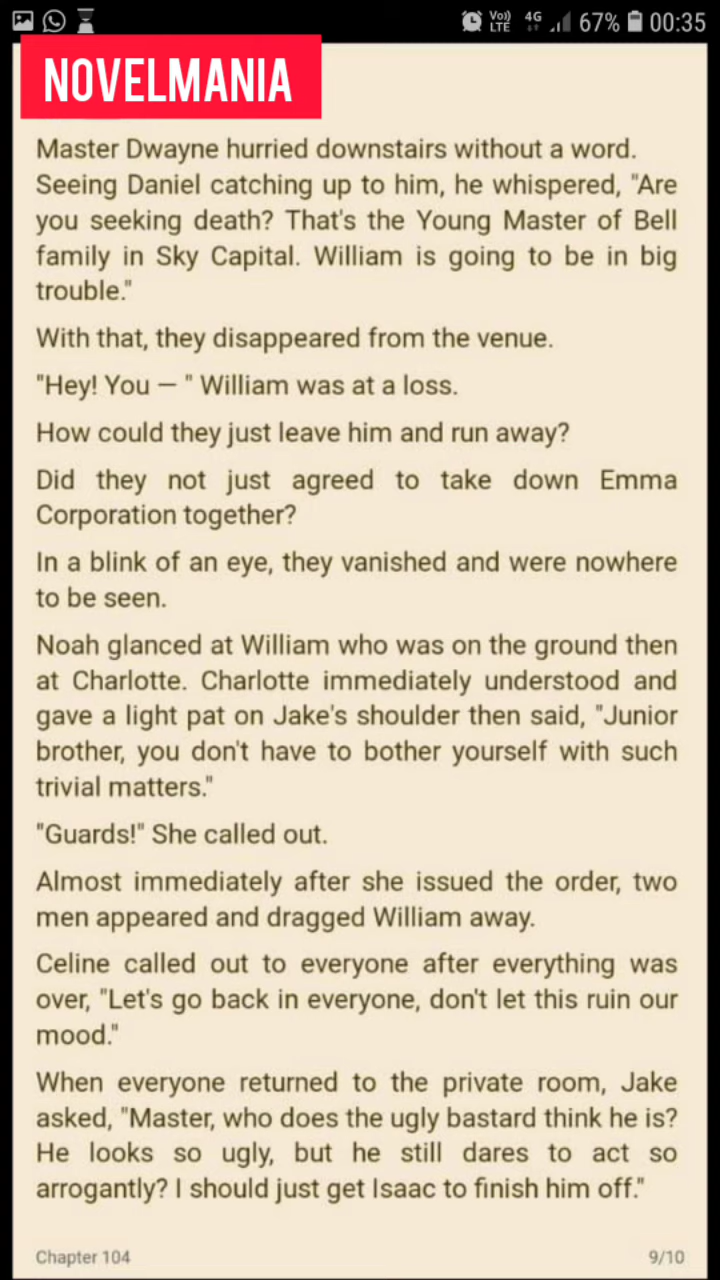 Vo)) 4G 67% 00:35
LTE
NOVELMANIA
Master Dwayne hurried downstairs without a word.
Seeing Daniel catching up to him, he whispered, "Are
you seeking death? That's the Young Master of Bell
family in Sky Capital. William is going to be in big
trouble."
With that, they disappeared from the venue.
"Hey! You — " William was at a loss.
How could they just leave him and run away?
Did they not just agreed to take down Emma
Corporation together?
In a blink of an eye, they vanished and were nowhere
to be seen.
Noah glanced at William who was on the ground then
at Charlotte. Charlotte immediately understood and
gave a light pat on Jake's shoulder then said, "Junior
brother, you don't have to bother yourself with such
trivial matters."
"Guards!" She called out.
Almost immediately after she issued the order, two
men appeared and dragged William away.
Celine called out to everyone after everything was
over, "Let's go back in everyone, don't let this ruin our
mood."
When everyone returned to the private room, Jake
asked, "Master, who does the ugly bastard think he is?
He looks so ugly, but he still dares to act so
arrogantly? I should just get Isaac to finish him off."
Chapter 104 9/10